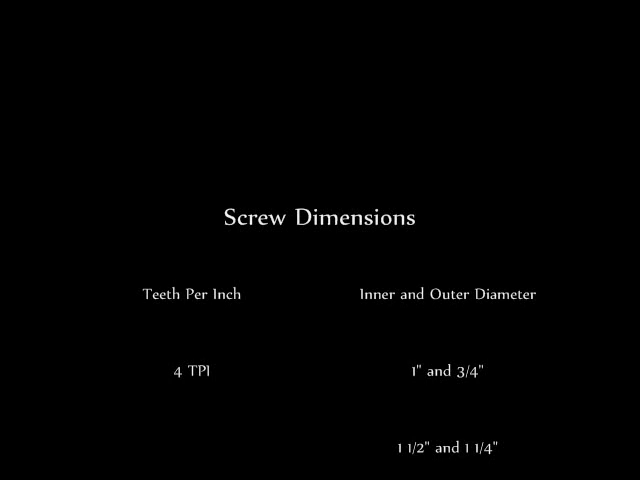 Screw Dimensions
Teeth Per Inch Inner and Outer Diameter
4 TPI 1" and 3/4"
1 1/2" and 1 1/4"